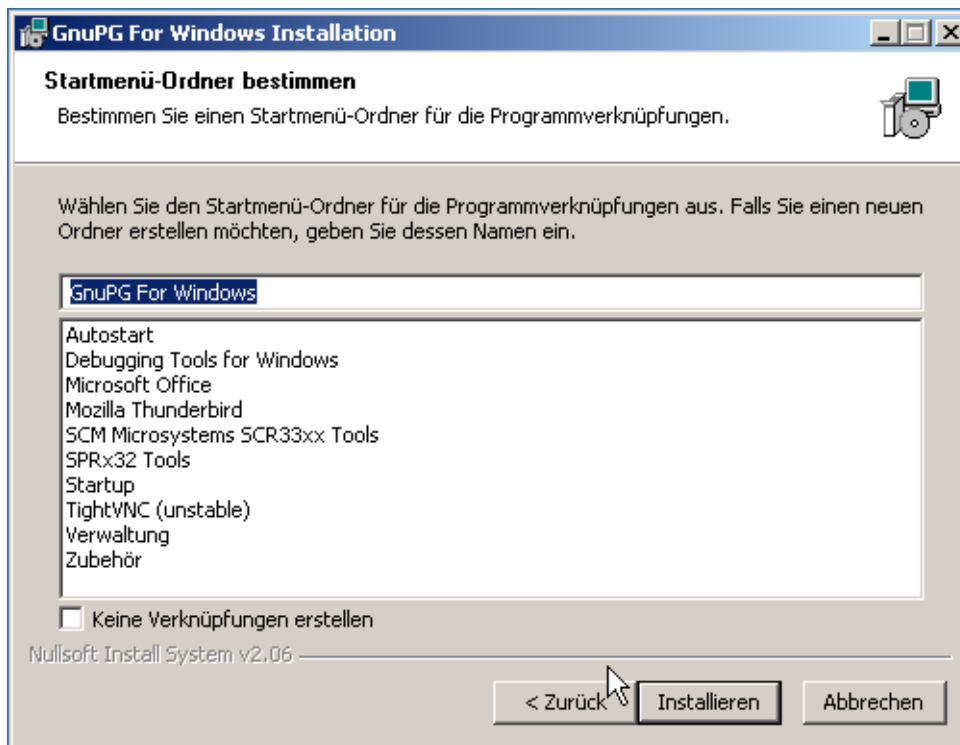 GnuPG For Windows Installation
Startmenü-Ordner bestimmen
Bestimmen Sie einen Startmenü-Ordner für die Programmverknüpfungen.
Wählen Sie den Startmenü-Ordner für die Programmverknüpfungen aus. Falls Sie einen neuen
Ordner erstellen möchten, geben Sie dessen Namen ein.
GnuPG For Windows
Autostart
Debugging Tools for Windows
Microsoft Office
Mozilla Thunderbird
SCM Microsystems SCR33xx Tools
SPRx32 Tools
Startup
TightVNC (unstable)
Verwaltung
Zubehör
Keine Verknüpfungen erstellen
Nullsoft Install System v2.06
< Zurück Installieren Abbrechen